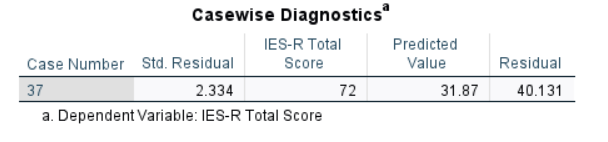 Casewise Diagnosticsa
Case Number Std. Residual IES-R Total Score Predicted Value Residual
37 2.334 72 31.87 40.131
a. Dependent Variable: IES-R Total Score